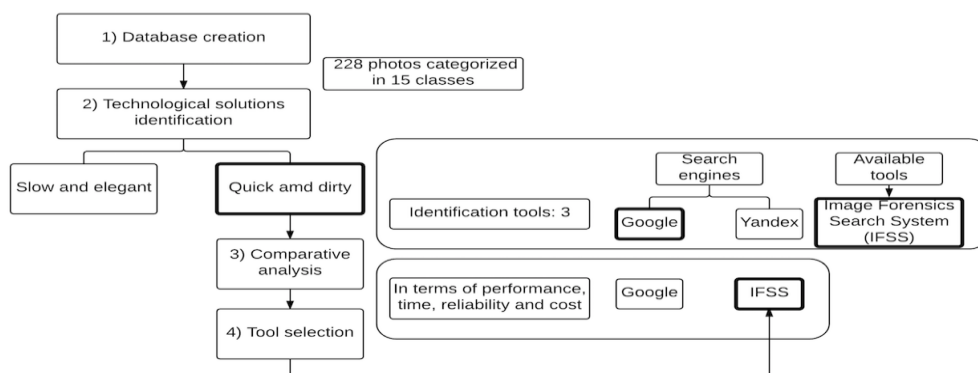 1) Database creation
228 photos categorized
in 15 classes
2) Technological solutions
identification
Slow and elegant
Quick amd dirty
Search
engines
Available
tools
Identification tools: 3
Google
Yandex
Image Forensics
Search System
(IFSS)
3) Comparative
analysis
In terms of performance,
time, reliability and cost
Google
IFSS
4) Tool selection